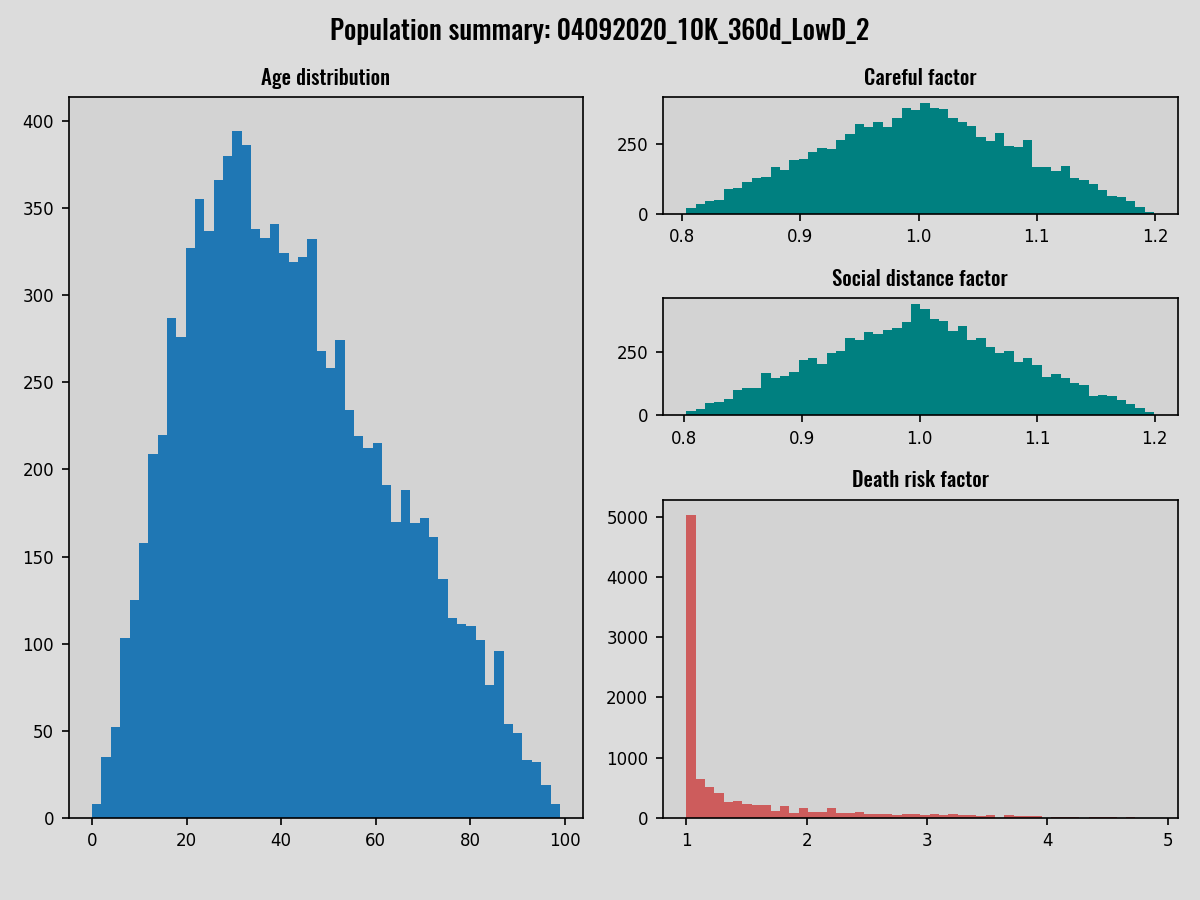 Population summary: 04092020_10K_360d_LowD_2
Age distribution
400
350
300
250
200
150
100
50
0
0 20 40 60 80 100
Careful factor
250
0
0.8 0.9 1.0 1.1 1.2
Social distance factor
250
0
0.8 0.9 1.0 1.1 1.2
Death risk factor
5000
4000
3000
2000
1000
0
1 2 3 4 5